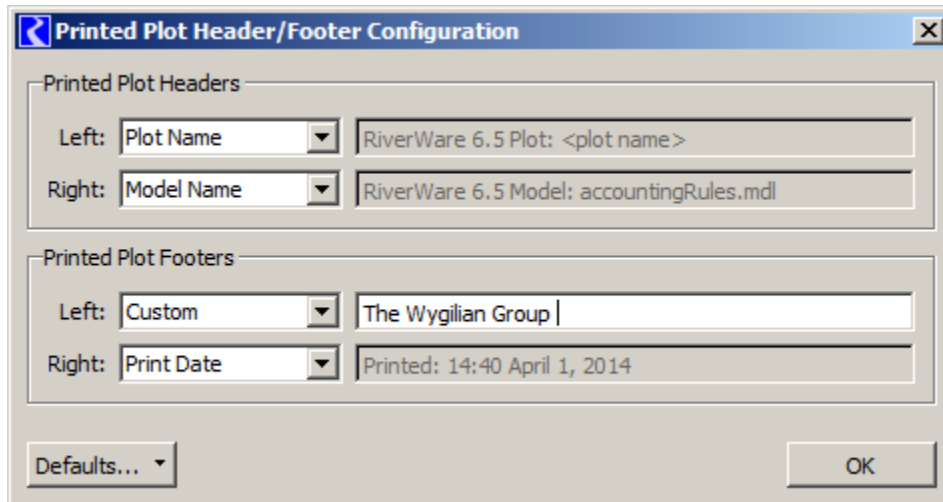 Printed Plot Header/Footer Configuration
Printed Plot Headers
Left: Plot Name RiverWare 6.5 Plot: <plot name>
Right: Model Name RiverWare 6.5 Model: accountingRules.mdl
Printed Plot Footers
Left: Custom The Wygilian Group
Right: Print Date Printed: 14:40 April 1, 2014
Defaults... OK